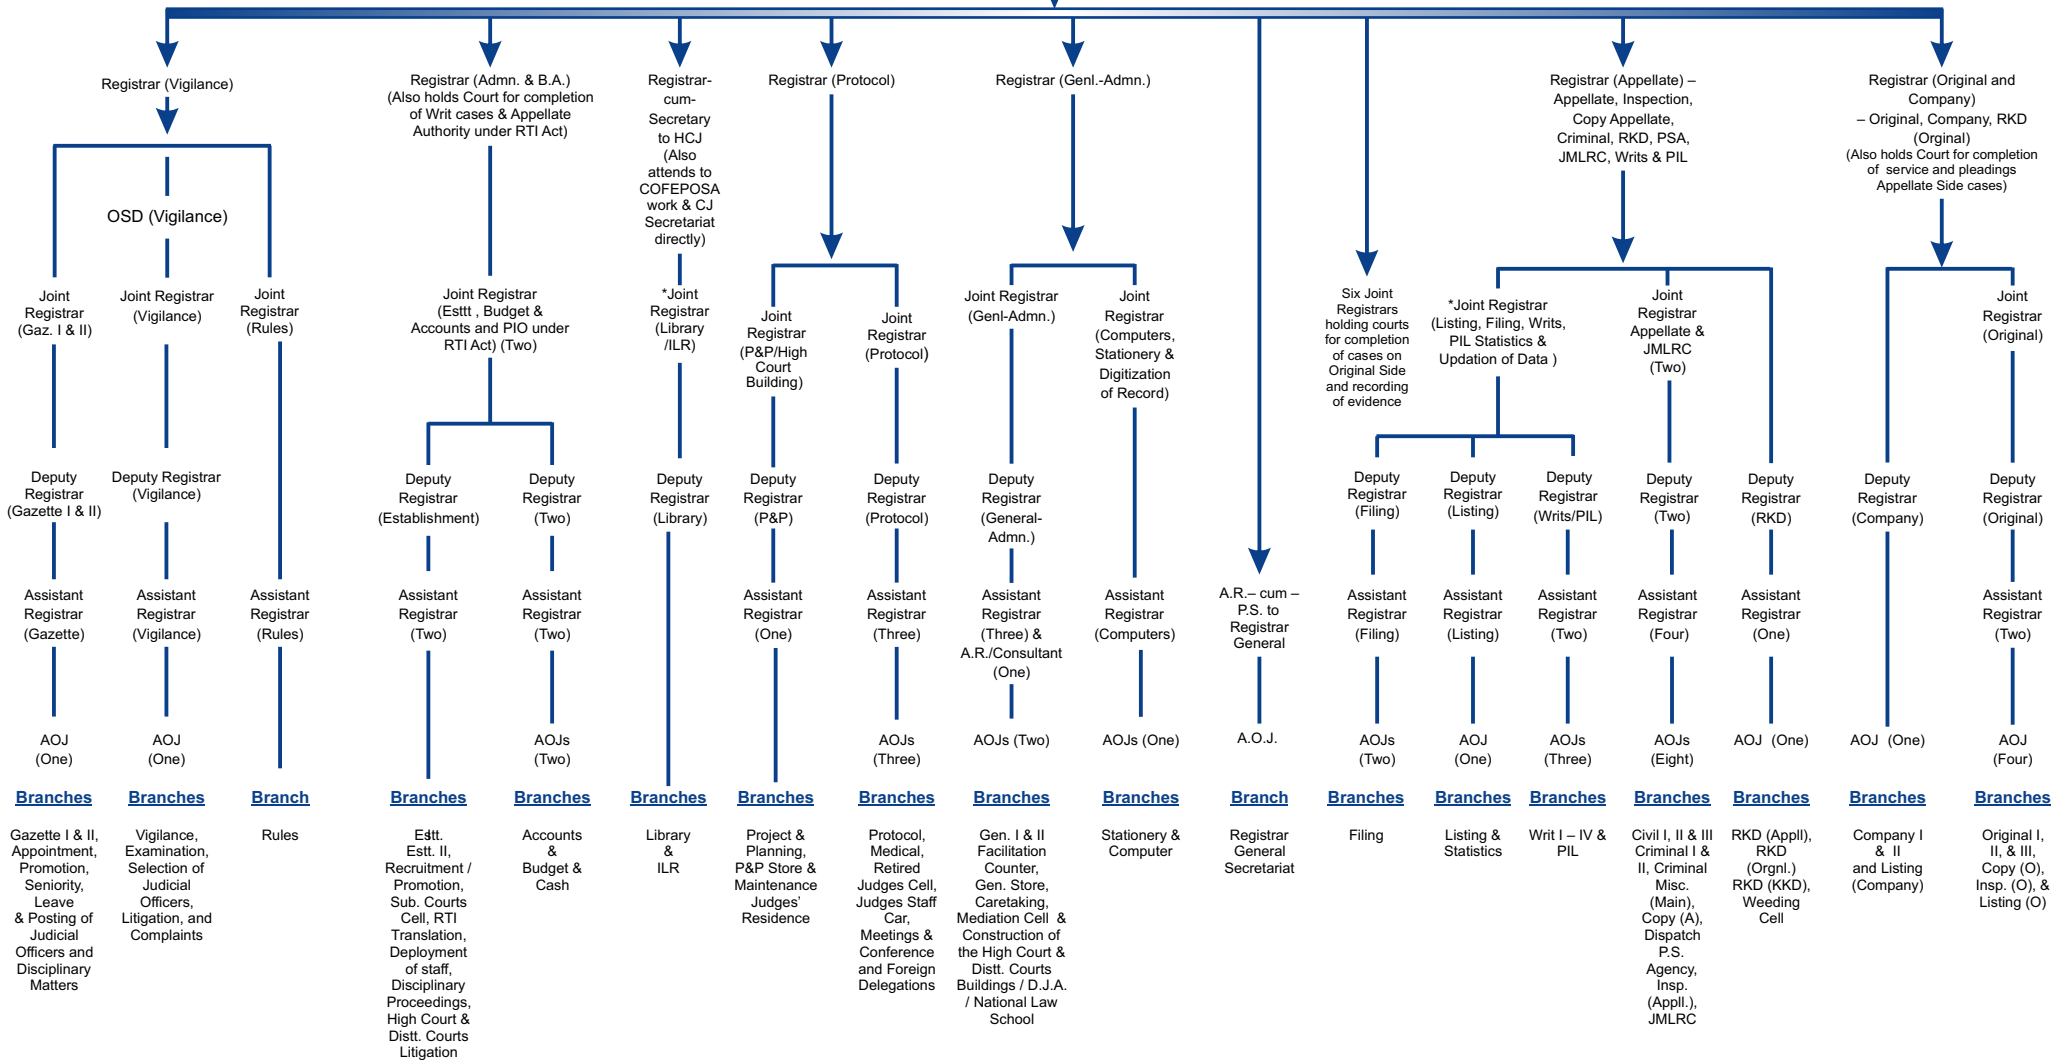 Registrar (Vigilance)
Registrar (Admn. & B.A.)
(Also holds Court for completion
of Writ cases & Appellate
Authority under RTI Act)
Registrar-
cum-
Secretary
to HCJ
(Also
attends to
COFEPOSA
work & CJ
Secretariat
directly)
Registrar (Protocol)
Registrar (Genl.-Admn.)
Registrar (Appellate) –
Appellate, Inspection,
Copy Appellate,
Criminal, RKD, PSA,
JMLRC, Writs & PIL
Registrar (Original and
Company)
– Original, Company, RKD
(Orginal)
(Also holds Court for completion
of service and pleadings
Appellate Side cases)
OSD (Vigilance)
Joint
Registrar
(Gaz. I & II)
Joint Registrar
(Vigilance)
Joint
Registrar
(Rules)
Joint Registrar
(Esttt , Budget &
Accounts and PIO under
RTI Act) (Two)
*Joint
Registrar
(Library
/ILR)
Joint
Registrar
(P&P/High
Court
Building)
Joint
Registrar
(Protocol)
Joint Registrar
(Genl-Admn.)
Joint
Registrar
(Computers,
Stationery &
Digitization
of Record)
Six Joint
Registrars
holding courts
for completion
of cases on
Original Side
and recording
of evidence
*Joint Registrar
(Listing, Filing, Writs,
PIL Statistics &
Updation of Data )
Joint
Registrar
Appellate &
JMLRC
(Two)
Joint
Registrar
(Original)
Deputy
Registrar
(Gazette I & II)
Deputy Registrar
(Vigilance)
Deputy
Registrar
(Establishment)
Deputy
Registrar
(Two)
Deputy
Registrar
(Library)
Deputy
Registrar
(P&P)
Deputy
Registrar
(Protocol)
Deputy
Registrar
(General-
Admn.)
Deputy
Registrar
(Filing)
Deputy
Registrar
(Listing)
Deputy
Registrar
(Writs/PIL)
Deputy
Registrar
(Two)
Deputy
Registrar
(RKD)
Deputy
Registrar
(Company)
Deputy
Registrar
(Original)
Assistant
Registrar
(Gazette)
Assistant
Registrar
(Vigilance)
Assistant
Registrar
(Rules)
Assistant
Registrar
(Two)
Assistant
Registrar
(Two)
Assistant
Registrar
(One)
Assistant
Registrar
(Three)
Assistant
Registrar
(Three) &
A.R./Consultant
(One)
Assistant
Registrar
(Computers)
A.R.– cum –
P.S. to
Registrar
General
Assistant
Registrar
(Filing)
Assistant
Registrar
(Listing)
Assistant
Registrar
(Two)
Assistant
Registrar
(Four)
Assistant
Registrar
(One)
Assistant
Registrar
(Two)
AOJ
(One)
AOJ
(One)
AOJs
(Two)
AOJs
(Three)
AOJs (Two)
AOJs (One)
A.O.J.
AOJs
(Two)
AOJ
(One)
AOJs
(Three)
AOJs
(Eight)
AOJ (One)
AOJ (One)
AOJ
(Four)
Branches
Gazette I & II,
Appointment,
Promotion,
Seniority,
Leave
& Posting of
Judicial
Officers and
Disciplinary
Matters
Branches
Vigilance,
Examination,
Selection of
Judicial
Officers,
Litigation, and
Complaints
Branch
Rules
Branches
Estt.
Estt. II,
Recruitment /
Promotion,
Sub. Courts
Cell, RTI
Translation,
Deployment
of staff,
Disciplinary
Proceedings,
High Court &
Distt. Courts
Litigation
Branches
Accounts
&
Budget &
Cash
Branches
Library
&
ILR
Branches
Project &
Planning,
P&P Store &
Maintenance
Judges'
Residence
Branches
Protocol,
Medical,
Retired
Judges Cell,
Judges Staff
Car,
Meetings &
Conference
and Foreign
Delegations
Branches
Gen. I & II
Facilitation
Counter,
Gen. Store,
Caretaking,
Mediation Cell &
Construction of
the High Court &
Distt. Courts
Buildings / D.J.A.
/ National Law
School
Branches
Stationery &
Computer
Branch
Registrar
General
Secretariat
Branches
Filing
Branches
Listing &
Statistics
Branches
Writ I – IV &
PIL
Branches
Civil I, II & III
Criminal I &
II, Criminal
Misc.
(Main),
Copy (A),
Dispatch
P.S.
Agency,
Insp.
(Appll.),
JMLRC
Branches
RKD (Appll),
RKD
(Orgnl.)
RKD (KKD),
Weeding
Cell
Branches
Company I
& II
and Listing
(Company)
Branches
Original I,
II, & III,
Copy (O),
Insp. (O), &
Listing (O)